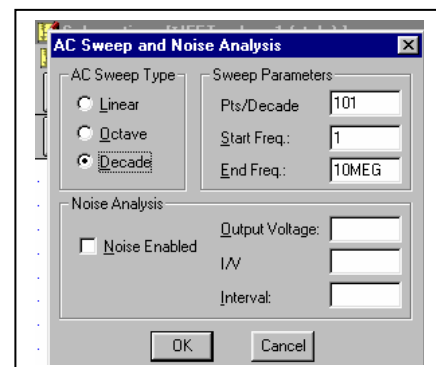 AC Sweep and Noise Analysis
AC Sweep Type
Linear
Octave
Decade
Sweep Parameters
Pts/Decade 101
Start Freq.: 1
End Freq.: 10MEG
Noise Analysis
Noise Enabled
Output Voltage:
I/V
Interval:
OK Cancel